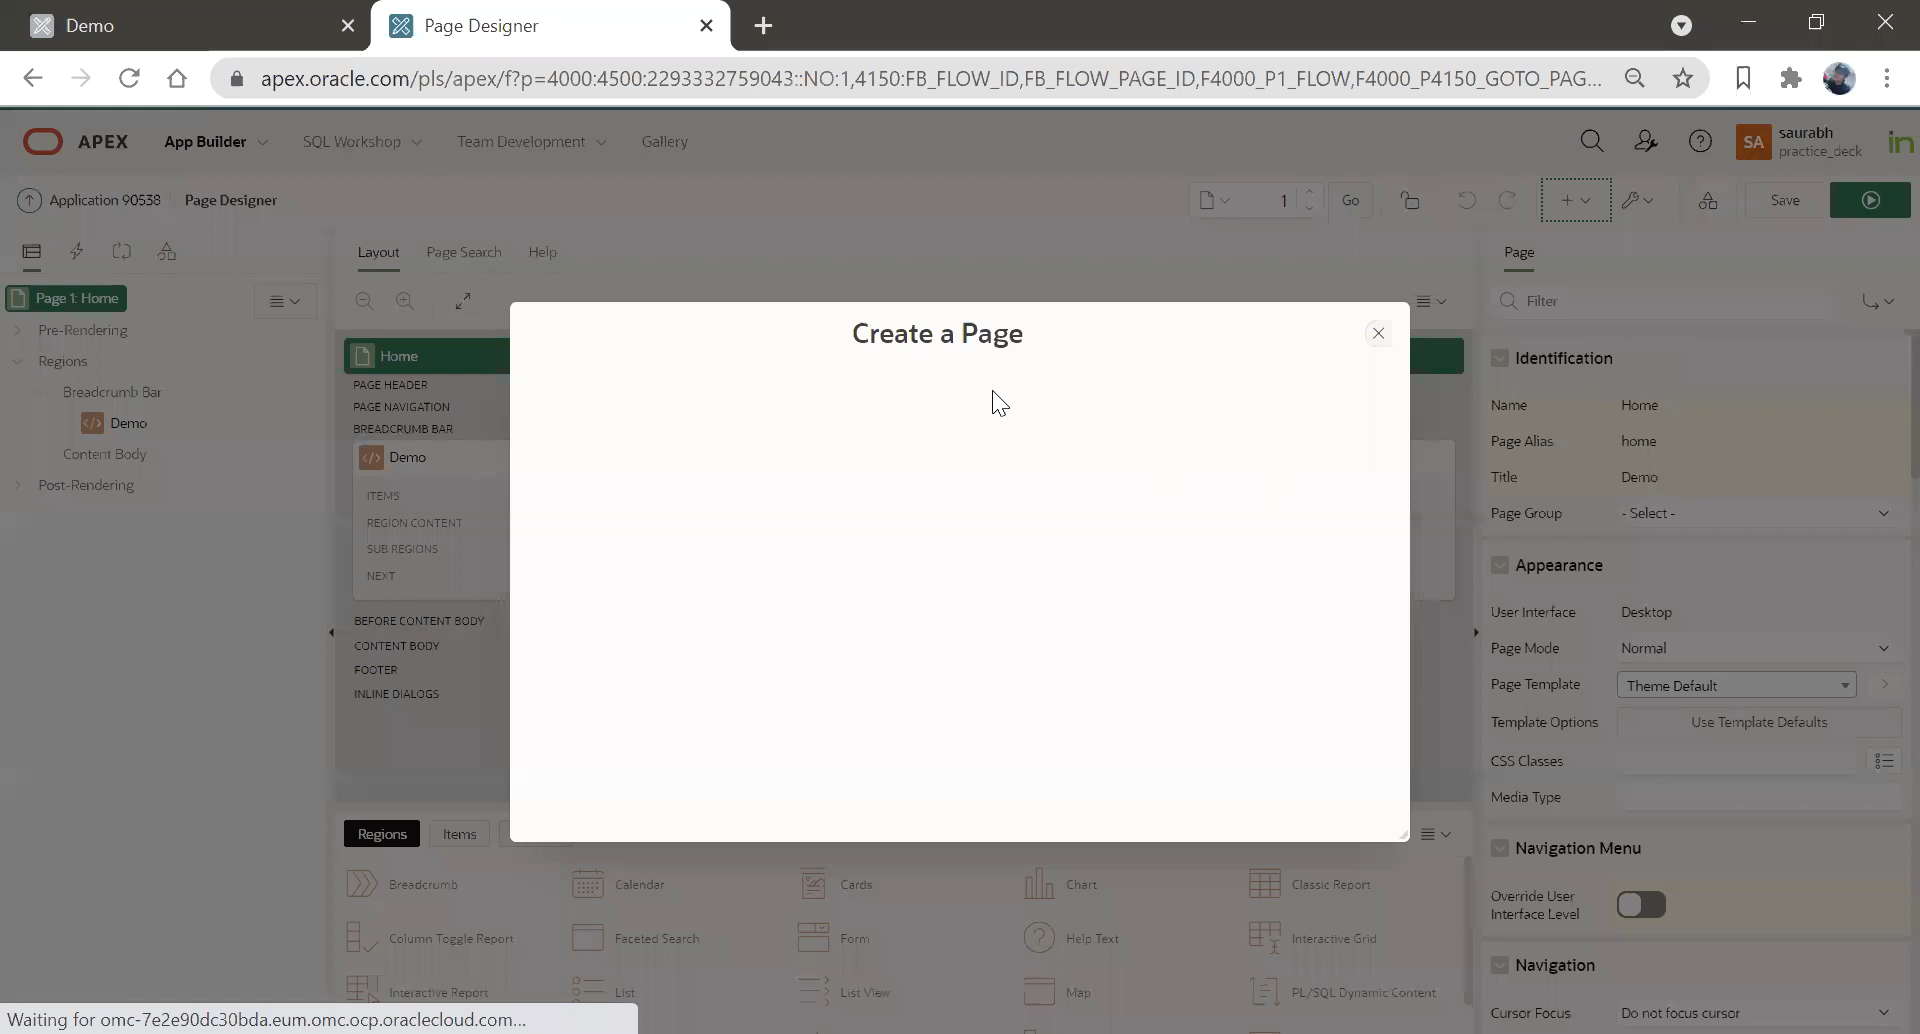 Demo
Page Designer
apex.oracle.com/pls/apex/f?p=4000:4500:2293332759043::NO:1,4150:FB_FLOW_ID,FB_FLOW_PAGE_ID,F4000_P1_FLOW,F4000_P4150_GOTO_PAG...
APEX
App Builder
SQL Workshop
Team Development
Gallery
SA
saurabh
practice_deck
in
Application 90538
Page Designer
1
Go
Save
Layout
Page Search
Help
Page
Page 1: Home
Filter
Pre-Rendering
Regions
Breadcrumb Bar
Demo
Content Body
Post-Rendering
Home
PAGE HEADER
PAGE NAVIGATION
BREADCRUMB BAR
Demo
ITEMS
REGION CONTENT
SUB REGIONS
NEXT
BEFORE CONTENT BODY
CONTENT BODY
FOOTER
INLINE DIALOGS
Create a Page
Identification
Name Home
Page Alias home
Title Demo
Page Group - Select -
Appearance
User Interface Desktop
Page Mode Normal
Page Template Theme Default
Template Options Use Template Defaults
CSS Classes
Media Type
Navigation Menu
Override User
Interface Level
Navigation
Cursor Focus Do not focus cursor
Regions
Items
Breadcrumb
Calendar
Cards
Chart
Classic Report
Column Toggle Report
Faceted Search
Form
Help Text
Interactive Grid
Interactive Report
List
List View
Map
PL/SQL Dynamic Content
Waiting for omc-7e2e90dc30bda.eum.omc.ocp.oraclecloud.com...